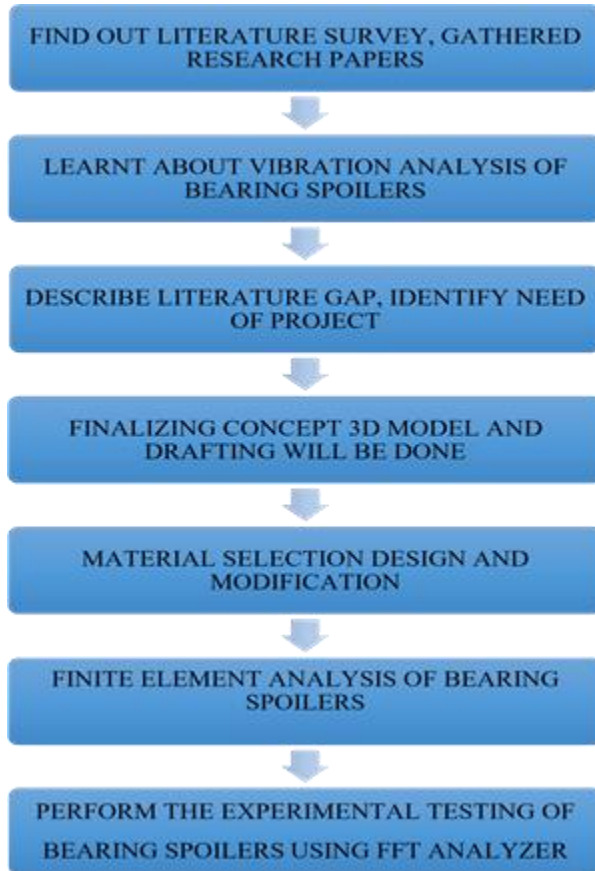 FIND OUT LITERATURE SURVEY, GATHERED
RESEARCH PAPERS
LEARNT ABOUT VIBRATION ANALYSIS OF
BEARING SPOILERS
DESCRIBE LITERATURE GAP, IDENTIFY NEED
OF PROJECT
FINALIZING CONCEPT 3D MODEL AND
DRAFTING WILL BE DONE
MATERIAL SELECTION DESIGN AND
MODIFICATION
FINITE ELEMENT ANALYSIS OF BEARING
SPOILERS
PERFORM THE EXPERIMENTAL TESTING OF
BEARING SPOILERS USING FFT ANALYZER